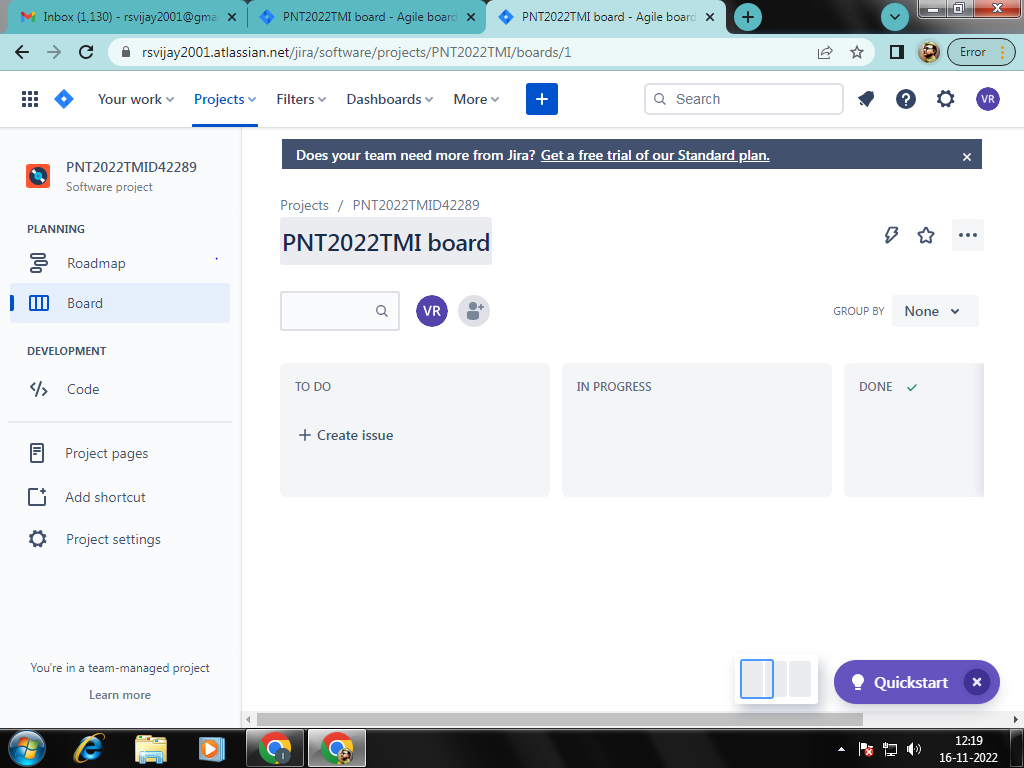 Inbox (1,130) - rsvijay2001@gma
PNT2022TMI board - Agile board
PNT2022TMI board - Agile board
rsvijay2001.atlassian.net/jira/software/projects/PNT2022TMI/boards/1
Error
Your work
Projects
Filters
Dashboards
More
+
Search
VR
PNT2022TMID42289
Software project
PLANNING
Roadmap
Board
DEVELOPMENT
Code
Project pages
Add shortcut
Project settings
You're in a team-managed project
Learn more
Does your team need more from Jira? Get a free trial of our Standard plan.
Projects / PNT2022TMID42289
PNT2022TMI board
VR
GROUP BY None
TO DO
+ Create issue
IN PROGRESS
DONE
Quickstart
12:19
16-11-2022